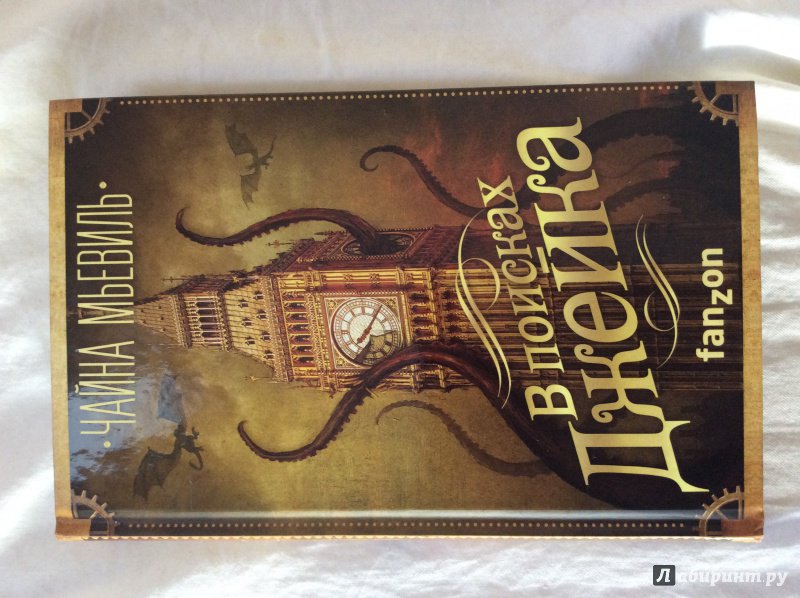 • ЧАЙНА МЬЕВИЛЬ •
В ПОИСКАХ
ДЖЕЙКА
fanzon
Лабиринт.ру